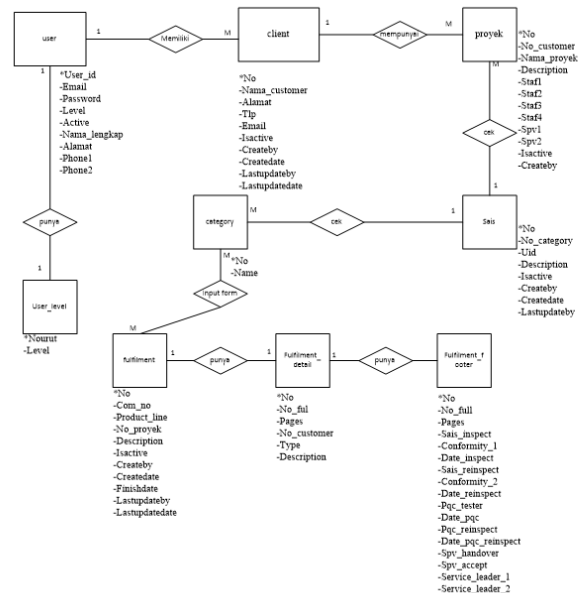 user
1
Memiliki
M
client
1
mempunyai
M
proyek
*User_id
-Email
-Password
-Level
-Active
-Nama_lengkap
-Alamat
-Phone1
-Phone2
*No
-Nama_customer
-Alamat
-Tlp
-Email
-Isactive
-Createby
-Createdate
-Lastupdateby
-Lastupdatedate
*No
-No_customer
-Nama_proyek
-Description
-Staf1
-Staf2
-Staf3
-Staf4
-Spv1
-Spv2
-Isactive
-Createby
1
punya
1
User_level
*Nourut
-Level
M
cek
1
category
M
cek
1
Sais
*No
-No_category
-Uid
-Description
-Isactive
-Createby
-Createdate
-Lastupdateby
M
*No
-Name
input form
M
fulfilment
1
punya
1
Fulfilment_
detail
1
punya
1
Fulfilment_f
ooter
*No
-Com_no
-Product_line
-No_proyek
-Description
-Isactive
-Createby
-Createdate
-Finishdate
-Lastupdateby
-Lastupdatedate
*No
-No_ful
-Pages
-No_customer
-Type
-Description
*No
-No_full
-Pages
-Sais_inspect
-Conformity_1
-Date_inspect
-Sais_reinspect
-Conformity_2
-Date_reinspect
-Pqc_tester
-Date_pqc
-Pqc_reinspect
-Date_pqc_reinspect
-Spv_handover
-Spv_accept
-Service_leader_1
-Service_leader_2